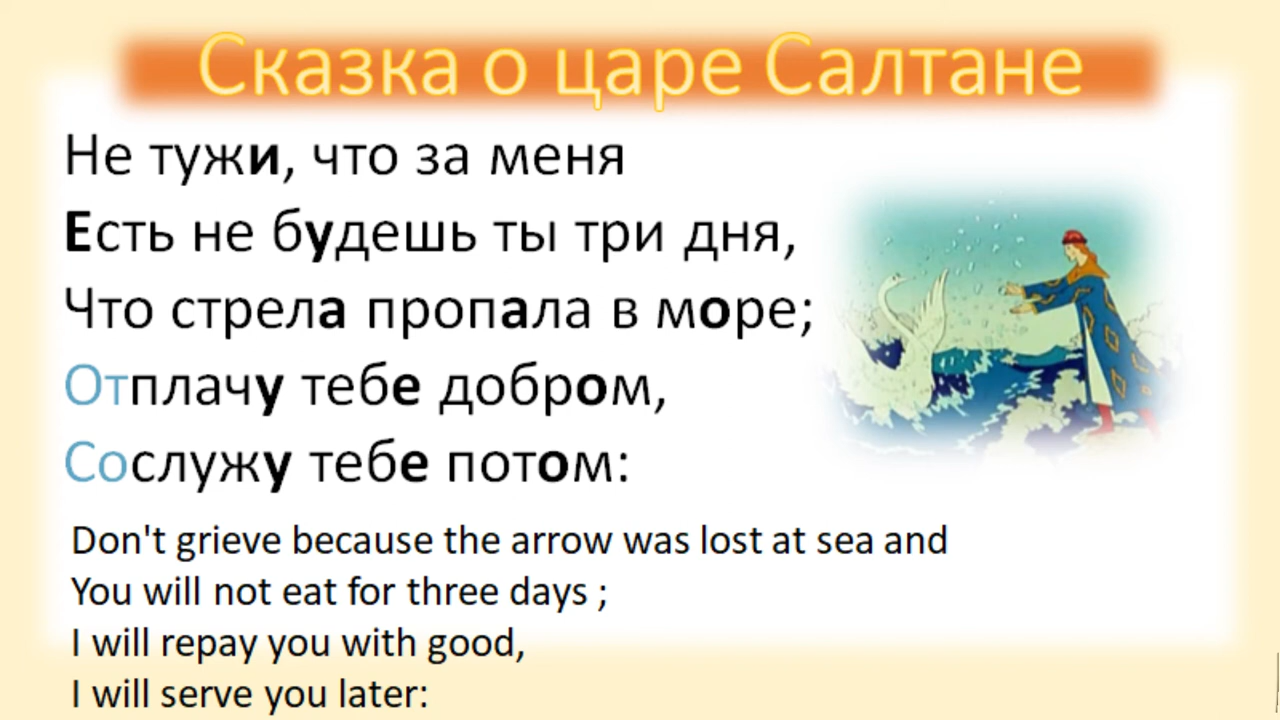 Сказка о царе Салтане
Не тужи, что за меня
Есть не будешь ты три дня,
Что стрела пропала в море;
Отплачу тебе добром,
Сослужу тебе потом:
Don't grieve because the arrow was lost at sea and
You will not eat for three days ;
I will repay you with good,
I will serve you later: